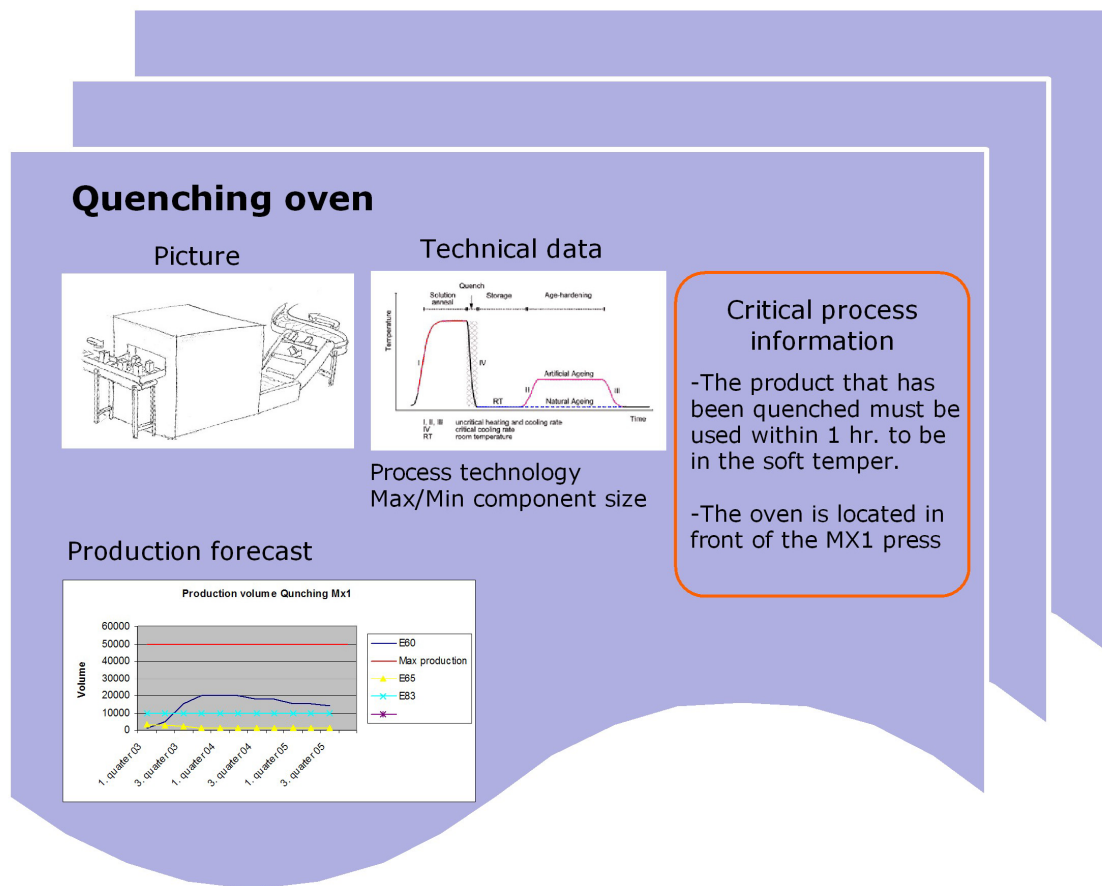 Quenching oven
Picture
Technical data
Quench
Solution
anneal
Storage
Age-hardening
Temperature
I
IV
Artificial Ageing
II
III
RT
Natural Ageing
Time
I, II, III uncritical heating and cooling rate
IV critical cooling rate
RT room temperature
Process technology
Max/Min component size
Critical process
information
-The product that has
been quenched must be
used within 1 hr. to be
in the soft temper.
-The oven is located in
front of the MX1 press
Production forecast
Production volume Qunching Mx1
Volume
60000
50000
40000
30000
20000
10000
0
1. quarter 03
3. quarter 03
1. quarter 04
3. quarter 04
1. quarter 05
3. quarter 05
E60
Max production
E65
E83